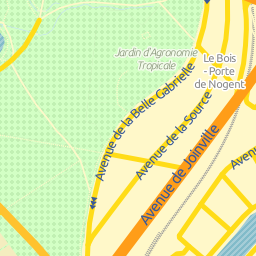 Jardin d'Agronomie
Tropicale
Le Bois
- Porte
de Nogent
Avenue de la Belle Gabrielle
Avenue de la Source
Avenue de Joinville
Avenue